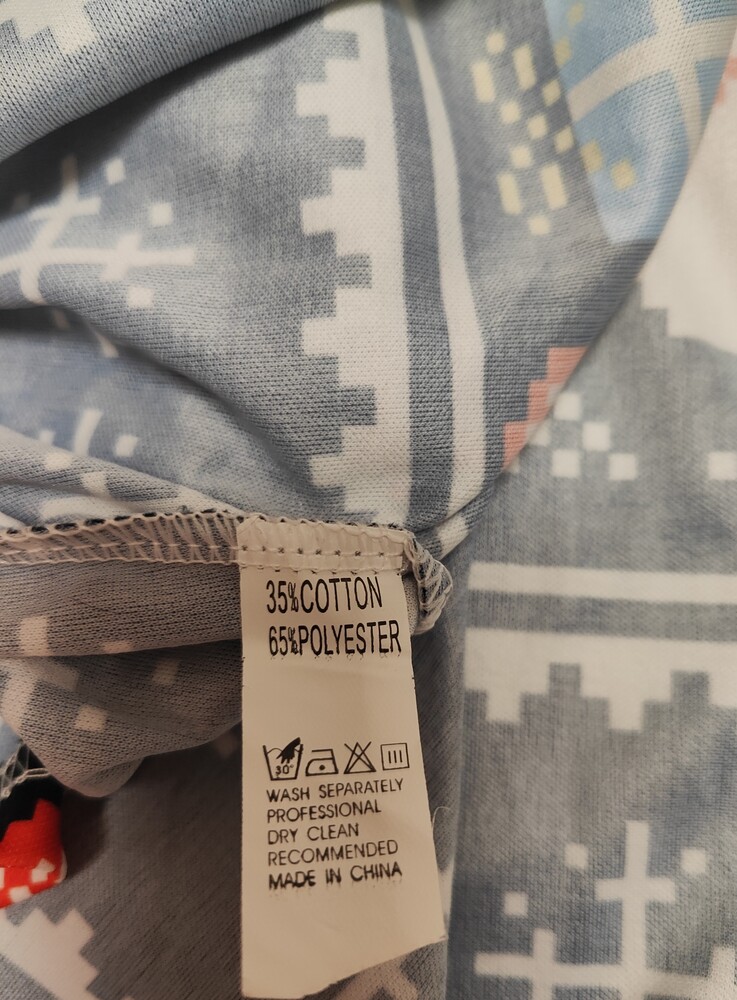 35%COTTON
65%POLYESTER
30°
WASH SEPARATELY
PROFESSIONAL
DRY CLEAN
RECOMMENDED
MADE IN CHINA